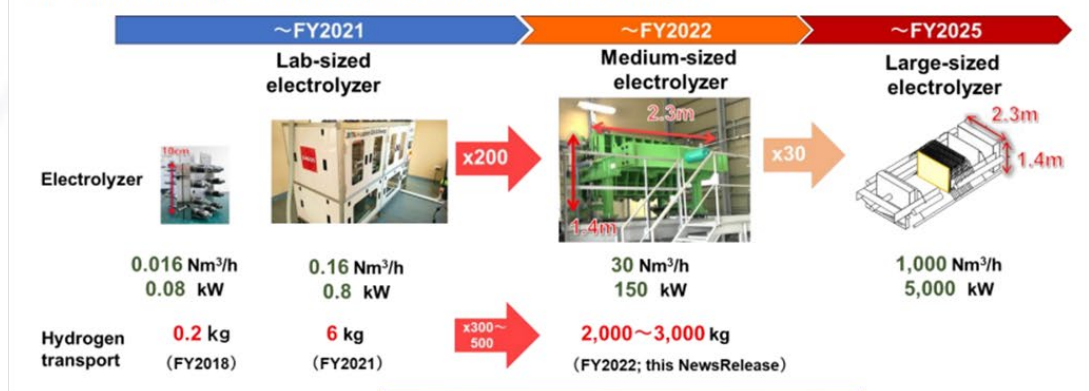 ~FY2021
~FY2022
~FY2025
Lab-sized
electrolyzer
Medium-sized
electrolyzer
Large-sized
electrolyzer
Electrolyzer
10cm
x200
2.3m
1.4m
x30
2.3m
1.4m
0.016 Nm³/h
0.08 kW
0.16 Nm³/h
0.8 kW
30 Nm³/h
150 kW
1,000 Nm³/h
5,000 kW
Hydrogen
transport
0.2 kg
(FY2018)
6 kg
(FY2021)
x300~
500
2,000~3,000 kg
(FY2022; this NewsRelease)